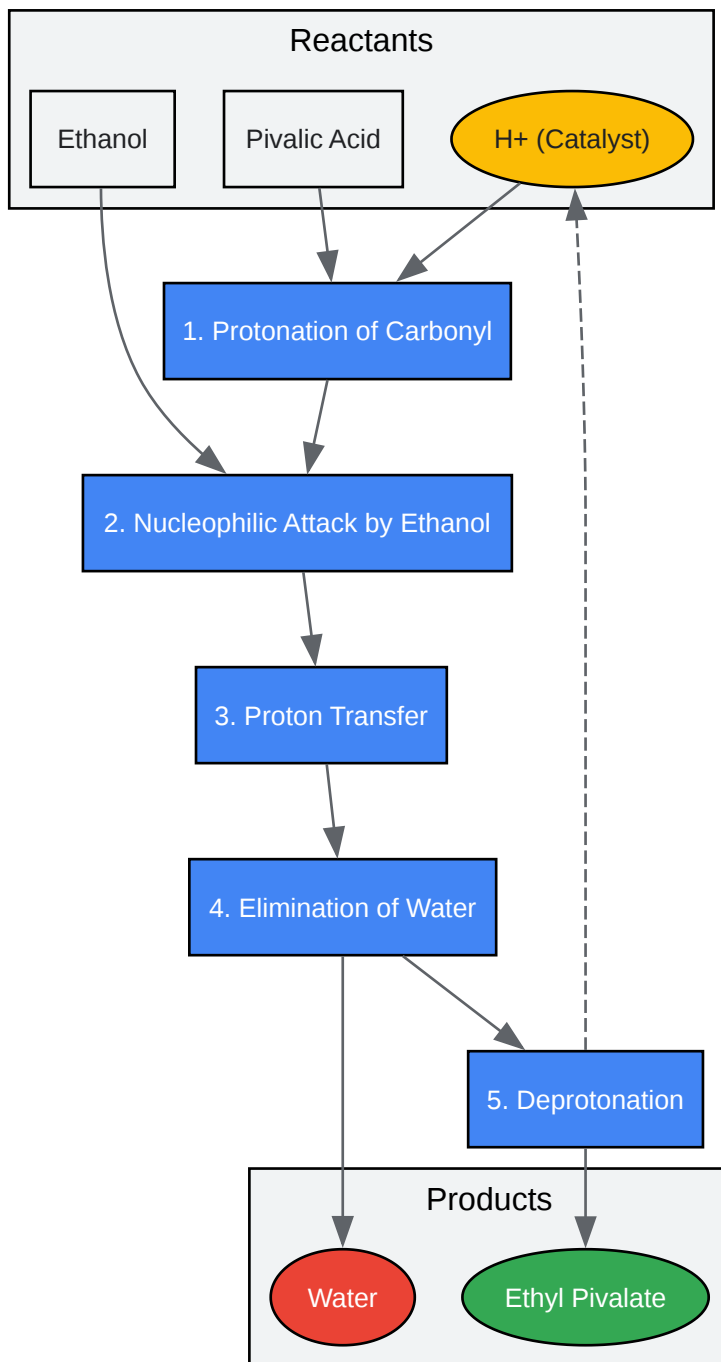 Reactants
Ethanol
Pivalic Acid
H+ (Catalyst)
1. Protonation of Carbonyl
2. Nucleophilic Attack by Ethanol
3. Proton Transfer
4. Elimination of Water
5. Deprotonation
Products
Water
Ethyl Pivalate